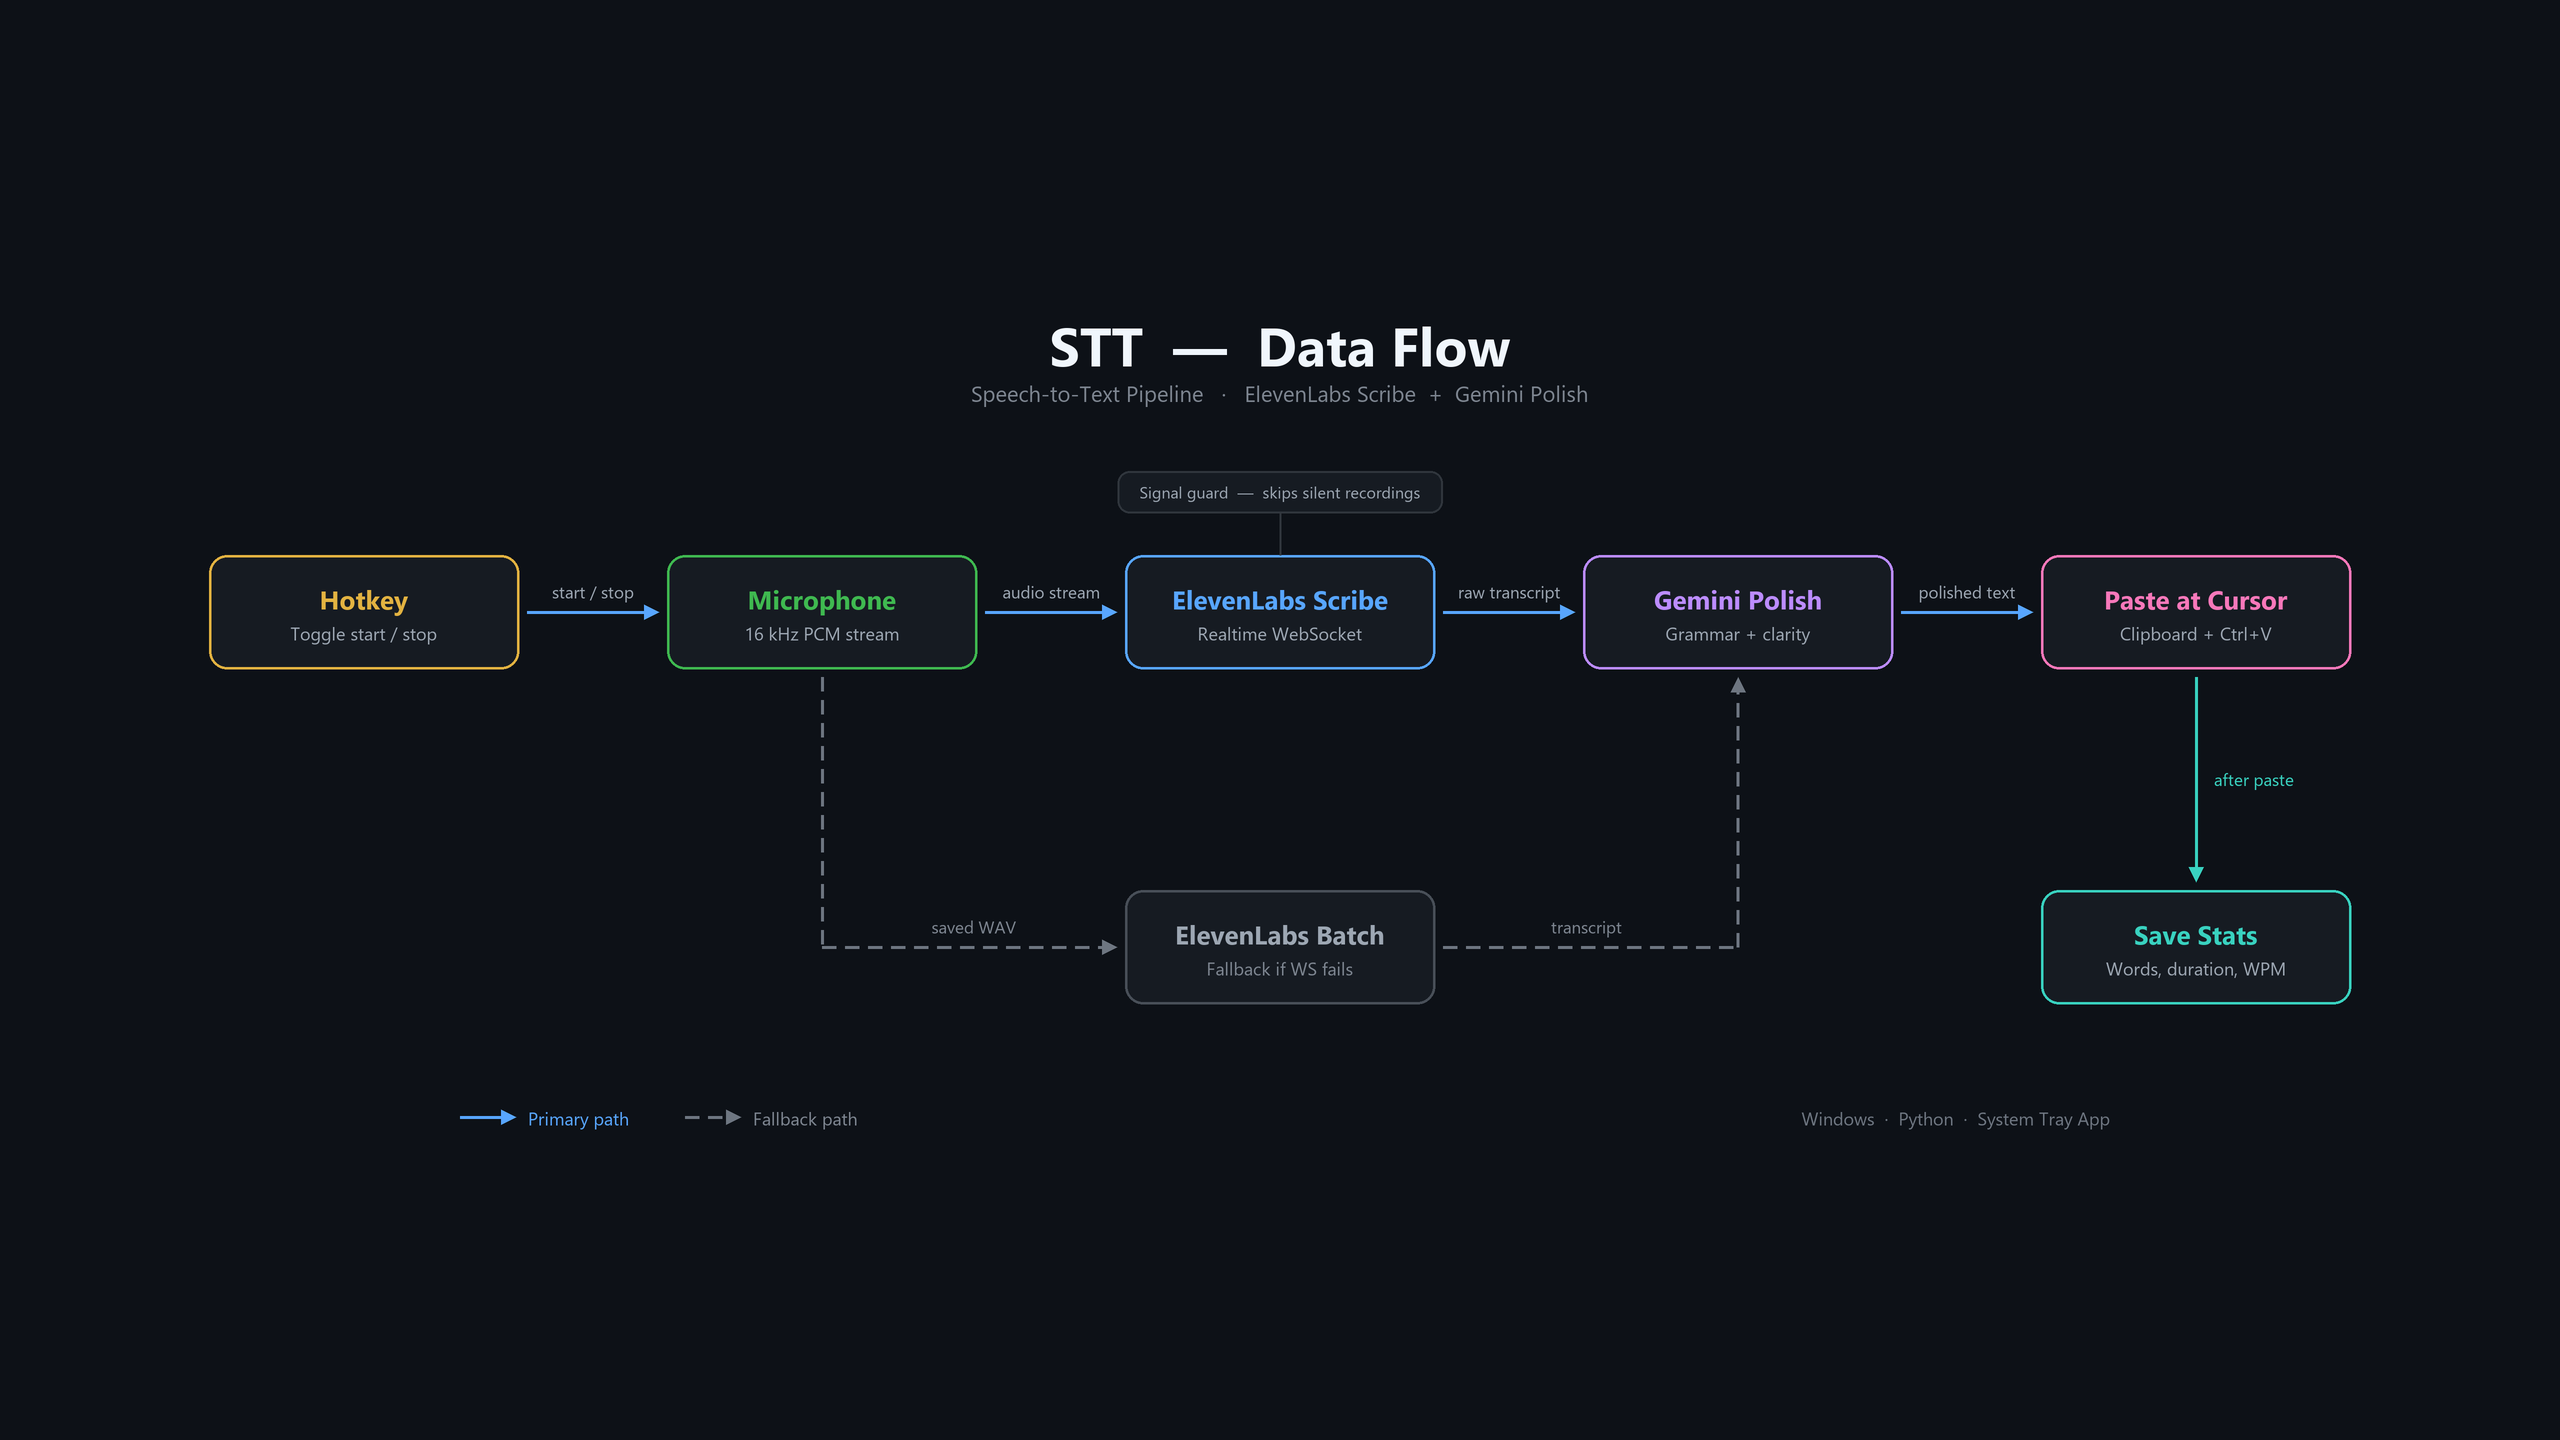 STT — Data Flow
Speech-to-Text Pipeline · ElevenLabs Scribe + Gemini Polish
Signal guard — skips silent recordings
Hotkey
Toggle start / stop
start / stop
Microphone
16 kHz PCM stream
audio stream
ElevenLabs Scribe
Realtime WebSocket
raw transcript
Gemini Polish
Grammar + clarity
polished text
Paste at Cursor
Clipboard + Ctrl+V
after paste
saved WAV
ElevenLabs Batch
Fallback if WS fails
transcript
Save Stats
Words, duration, WPM
Primary path
Fallback path
Windows · Python · System Tray App